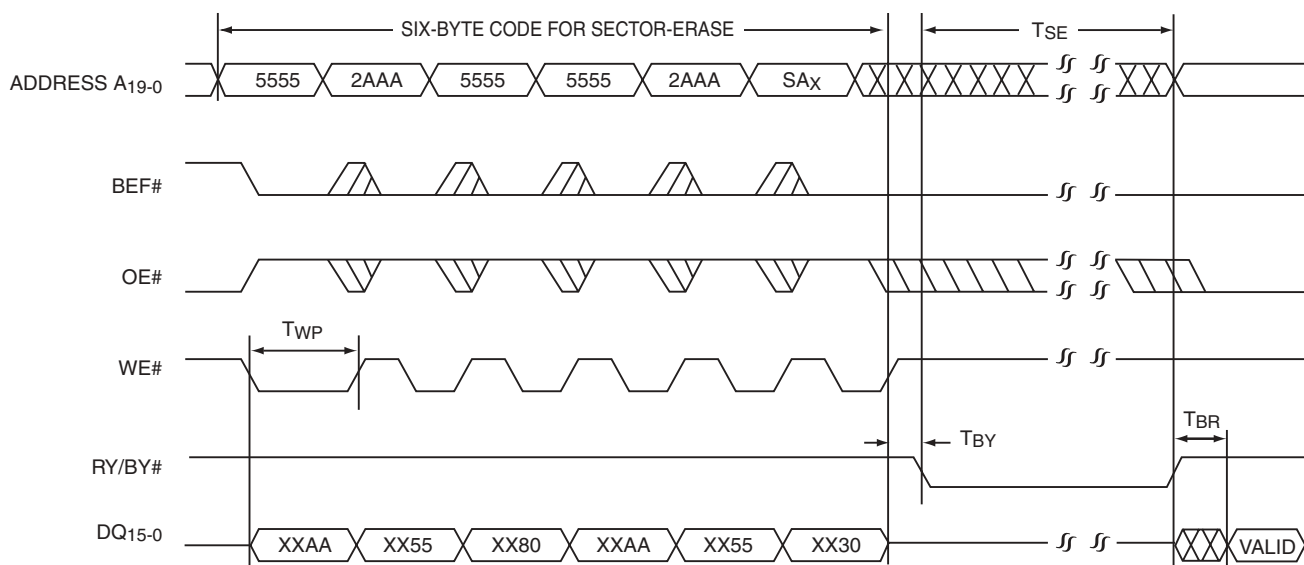 SIX-BYTE CODE FOR SECTOR-ERASE TSE
ADDRESS A19-0 5555 2AAA 5555 5555 2AAA SAX
BEF#
OE#
TWP
WE#
TBY TBR
RY/BY#
DQ15-0 XXAA XX55 XX80 XXAA XX55 XX30 VALID